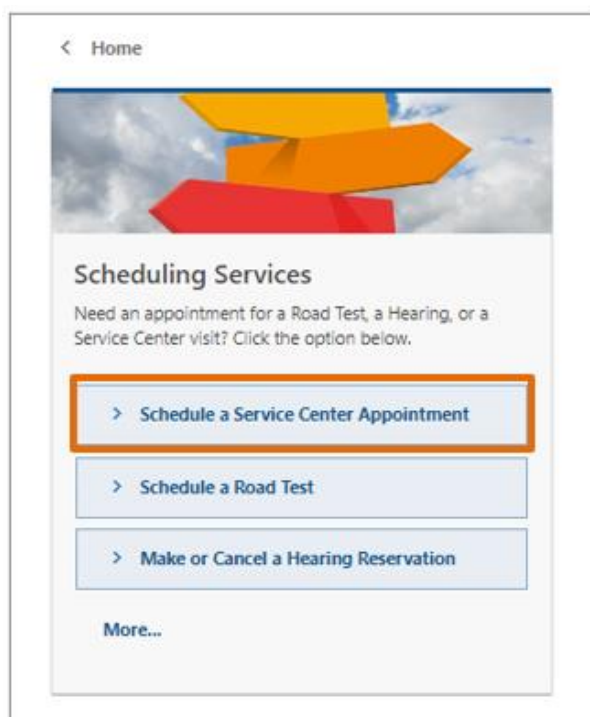 < Home
Scheduling Services
Need an appointment for a Road Test, a Hearing, or a
Service Center visit? Click the option below.
> Schedule a Service Center Appointment
> Schedule a Road Test
> Make or Cancel a Hearing Reservation
More...